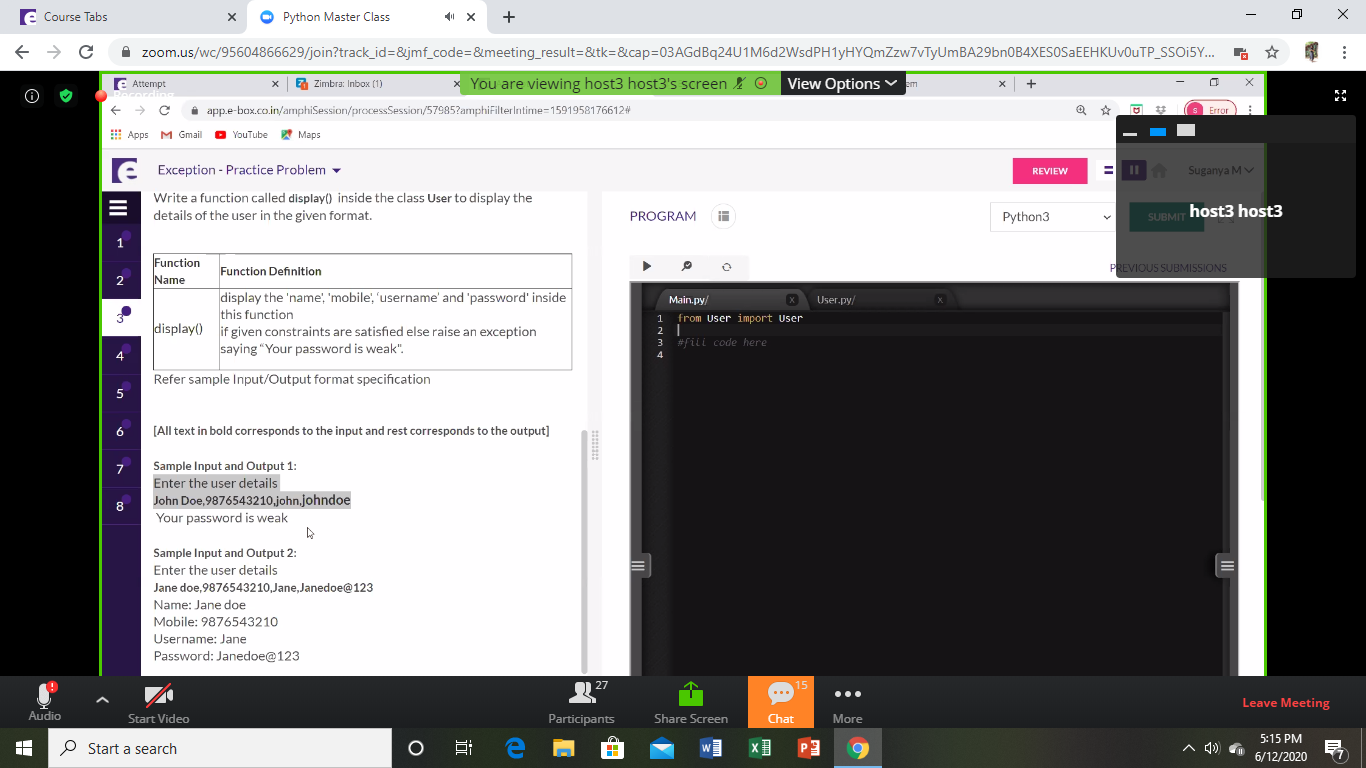 Course Tabs
Python Master Class
zoom.us/wc/95604866629/join?track_id=&jmf_code=&meeting_result=&tk=&cap=03AGdBq24U1M6d2WsdPH1yHYQmZzw7vTyUmBA29bn0B4XES0SaEEHKUv0uTP_SSOi5Y...
Attempt
Zimbra: Inbox (1)
You are viewing host3 host3's screen
View Options
Recording
app.e-box.co.in/amphiSession/processSession/57985?amphiFilterIntime=1591958176612#
S Error
Apps
Gmail
YouTube
Maps
Exception - Practice Problem
REVIEW
Suganya M
Write a function called display() inside the class User to display the
details of the user in the given format.
PROGRAM
Python3
SUBMIT
host3 host3
PREVIOUS SUBMISSIONS
1
2
3
4
5
6
7
8
Function Name
Function Definition
display()
display the 'name', 'mobile', 'username' and 'password' inside
this function
if given constraints are satisfied else raise an exception
saying “Your password is weak".
Refer sample Input/Output format specification
[All text in bold corresponds to the input and rest corresponds to the output]
Sample Input and Output 1:
Enter the user details
John Doe,9876543210,john,johndoe
Your password is weak
Sample Input and Output 2:
Enter the user details
Jane doe,9876543210,Jane,Janedoe@123
Name: Jane doe
Mobile: 9876543210
Username: Jane
Password: Janedoe@123
Main.py/
User.py/
1 from User import User
2
3 #fill code here
4
Audio
Start Video
27
Participants
Share Screen
15
Chat
More
Leave Meeting
Start a search
5:15 PM
6/12/2020
7